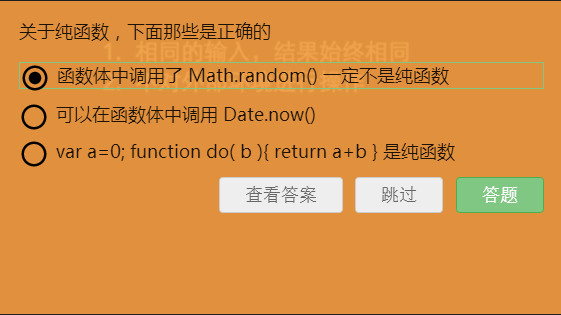 关于纯函数，下面那些是正确的
1，相同的输入，结果始终相同
函数体中调用了 Math.random() 一定不是纯函数
可以在函数体中调用 Date.now()
var a=0; function do( b ){ return a+b } 是纯函数
查看答案
跳过
答题